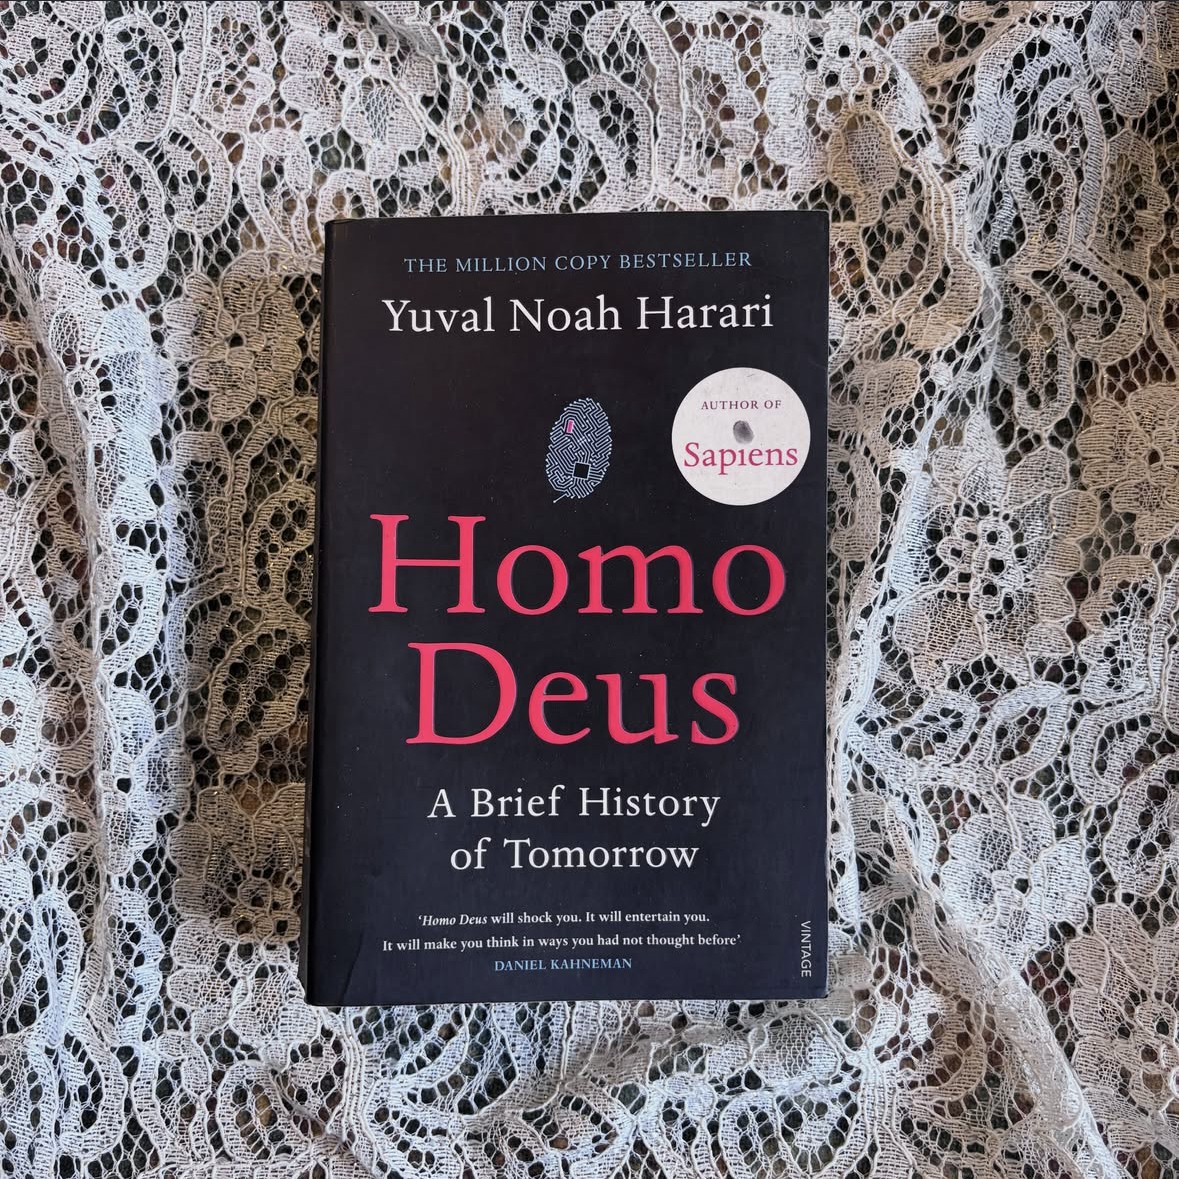 THE MILLION COPY BESTSELLER
Yuval Noah Harari
AUTHOR OF
Sapiens
Homo
Deus
A Brief History
of Tomorrow
‘Homo Deus will shock you. It will entertain you.
It will make you think in ways you had not thought before’
DANIEL KAHNEMAN
VINTAGE